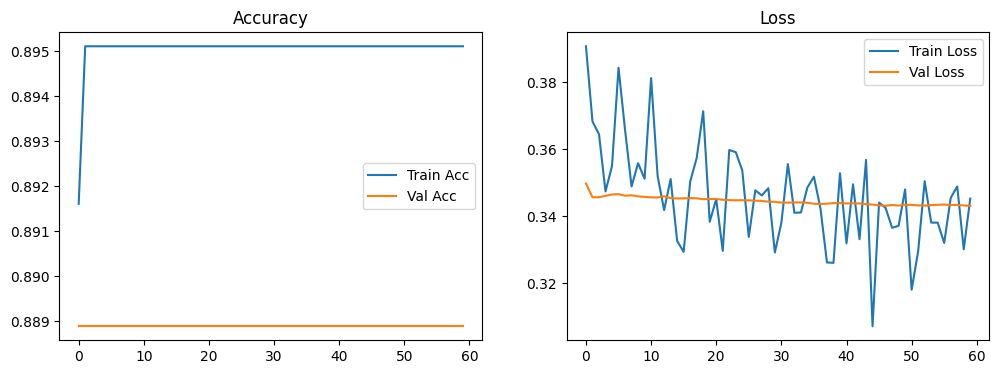 Accuracy
0.895
0.894
0.893
0.892
0.891
0.890
0.889
0 10 20 30 40 50 60
Train Acc
Val Acc
Loss
0.38
0.36
0.34
0.32
0 10 20 30 40 50 60
Train Loss
Val Loss